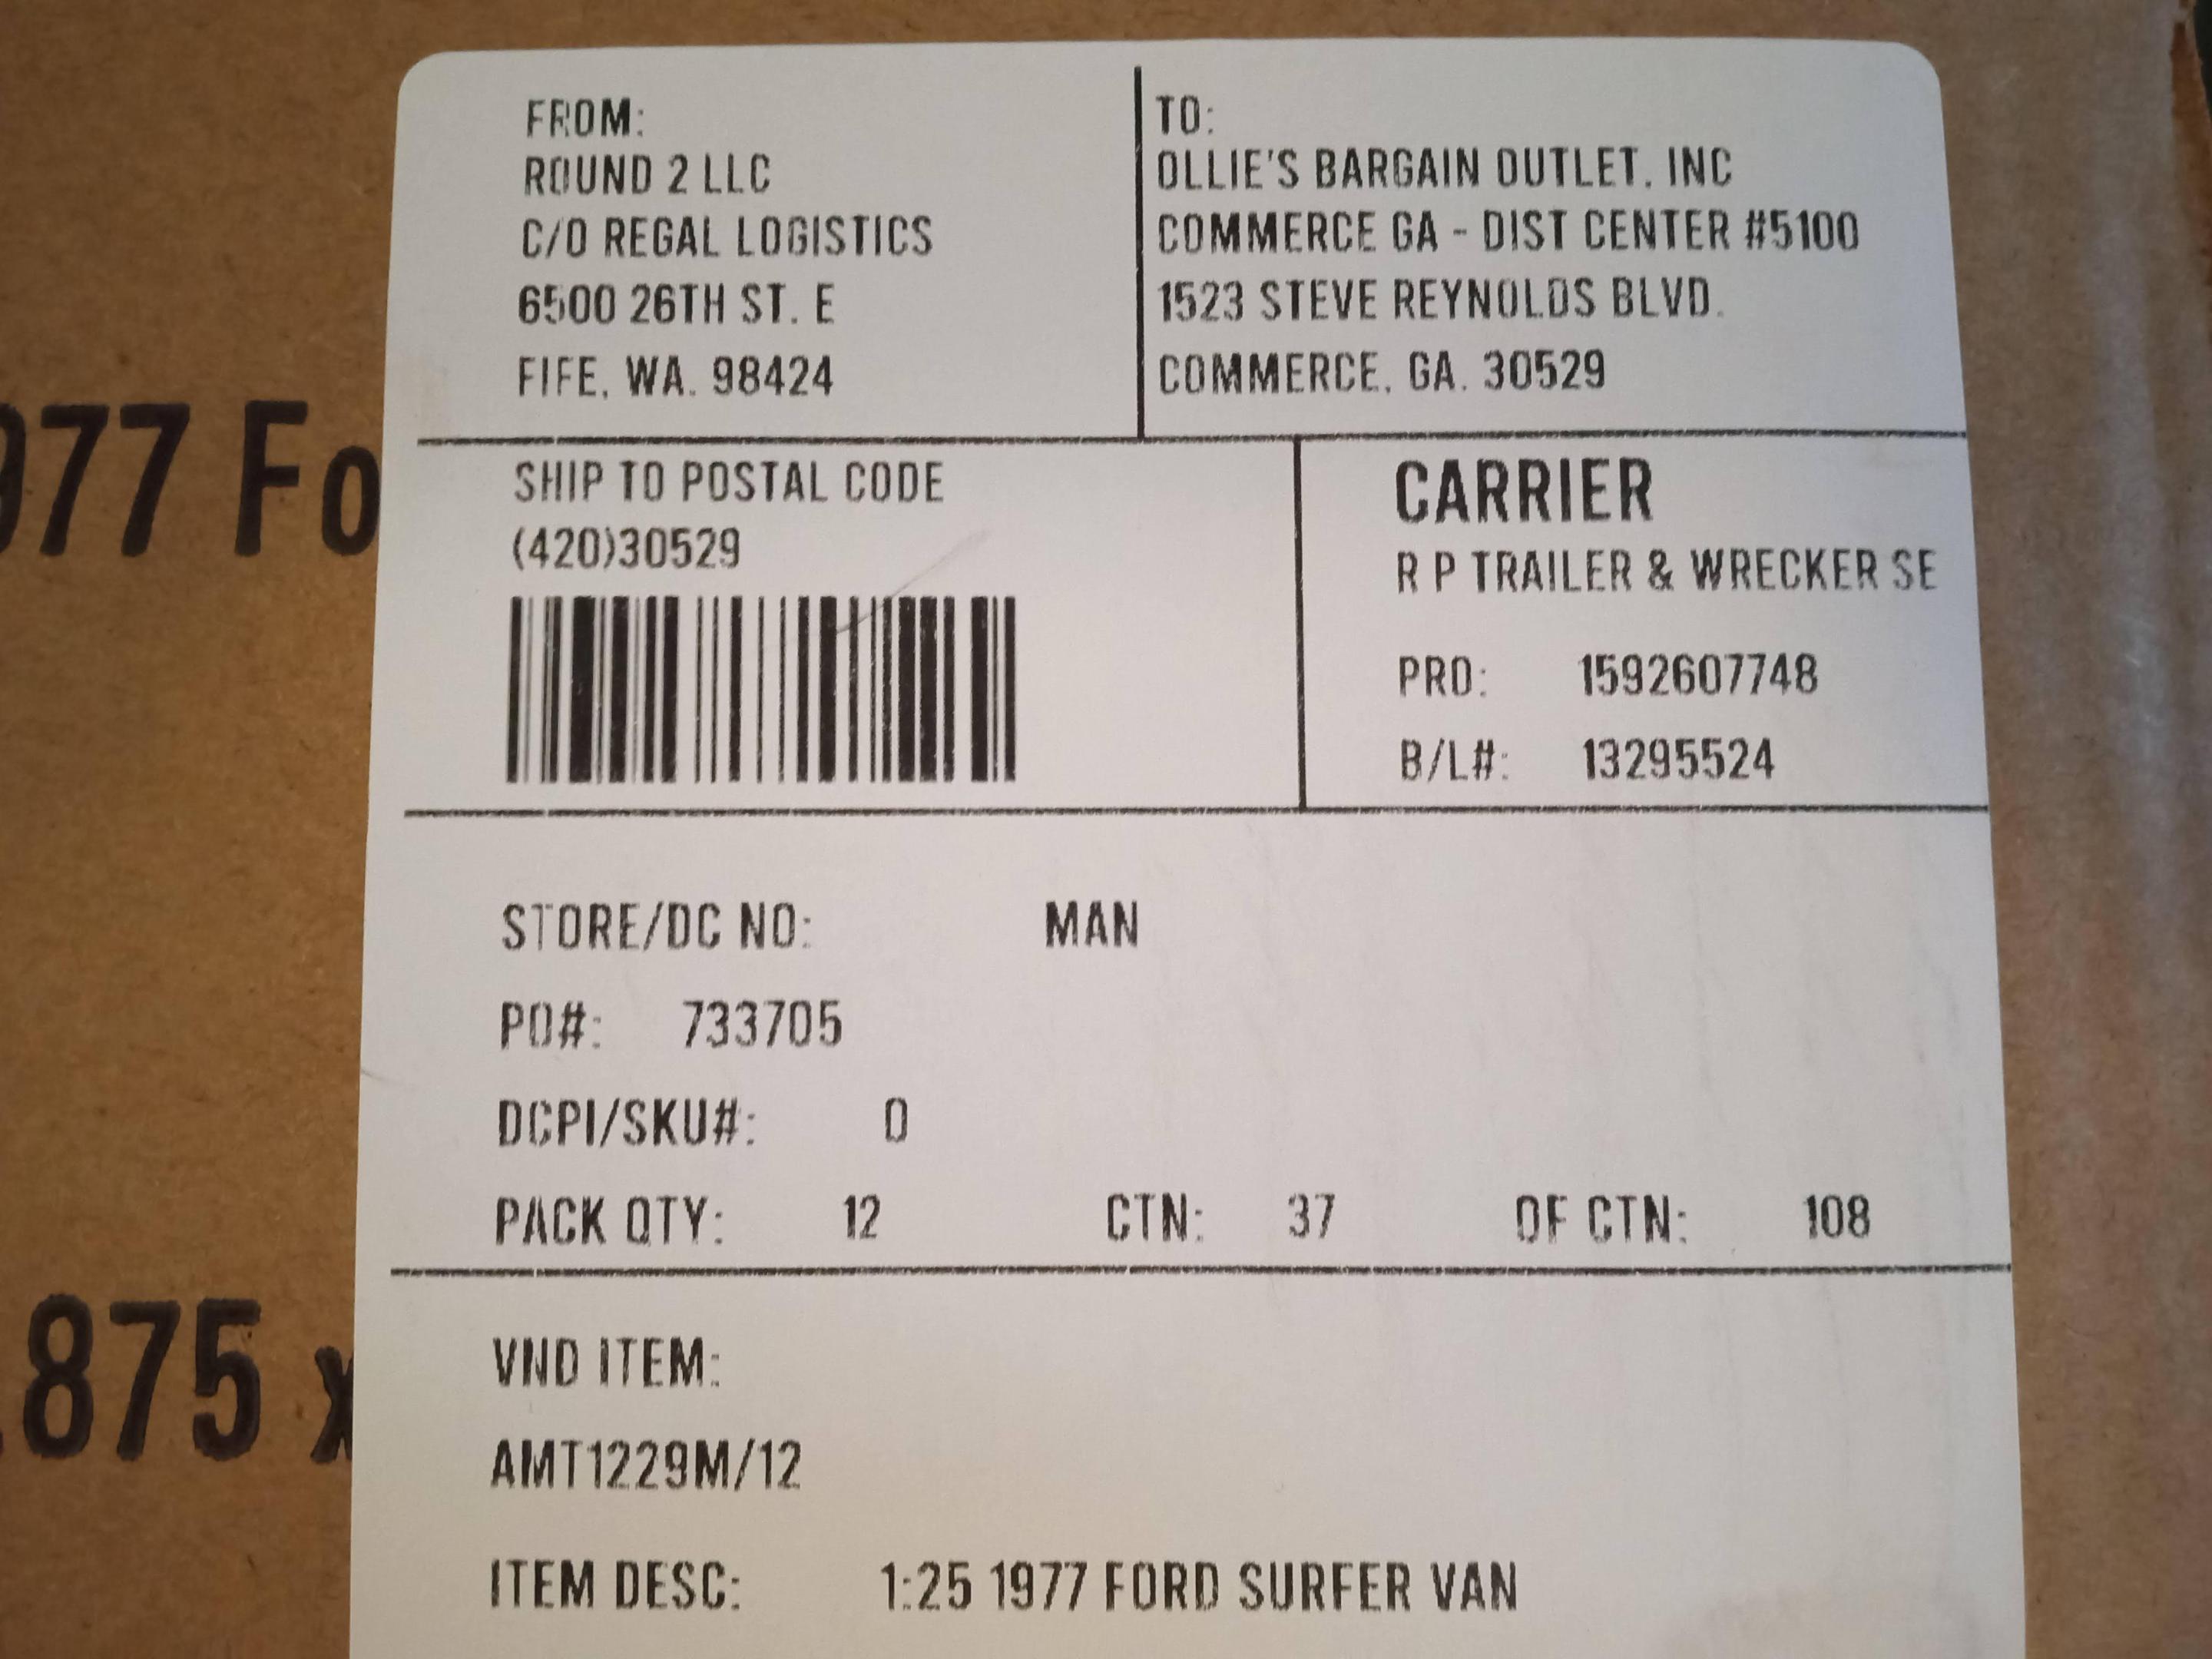 FROM:
ROUND 2 LLC
C/O REGAL LOGISTICS
6500 26TH ST. E
FIFE, WA. 98424
TO:
OLLIE'S BARGAIN OUTLET, INC
COMMERCE GA - DIST CENTER #5100
1523 STEVE REYNOLDS BLVD.
COMMERCE, GA. 30529
SHIP TO POSTAL CODE
(420)30529
CARRIER
R P TRAILER & WRECKER SE
PRO: 1592607748
B/L#: 13295524
STORE/DC NO: MAN
PO#: 733705
DCPI/SKU#: 0
PACK QTY: 12 CTN: 37 OF CTN: 108
VND ITEM:
AMT1229M/12
ITEM DESC: 1:25 1977 FORD SURFER VAN
977 Fo
.875 x